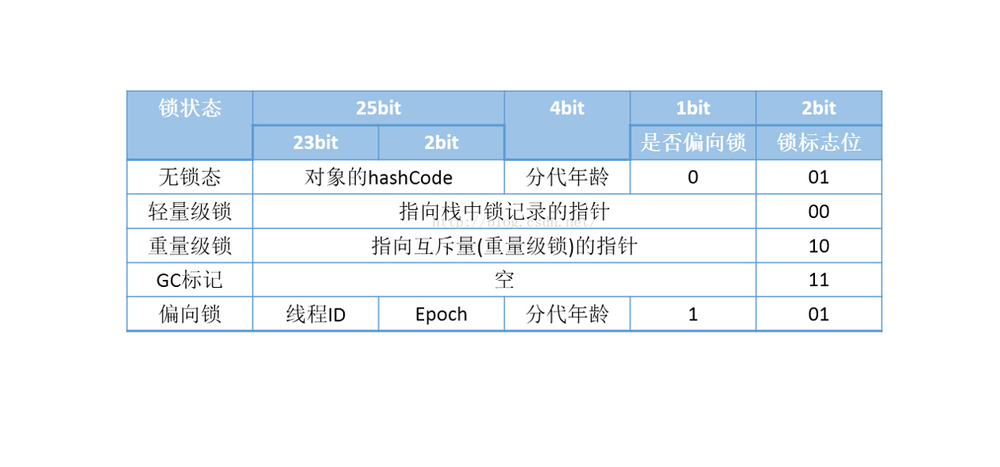 锁状态 25bit 4bit 1bit 2bit
23bit 2bit 是否偏向锁 锁标志位
无锁态 对象的hashCode 分代年龄 0 01
轻量级锁 指向栈中锁记录的指针 00
http://blog.csdn.net/
重量级锁 指向互斥量(重量级锁)的指针 10
GC标记 空 11
偏向锁 线程ID Epoch 分代年龄 1 01